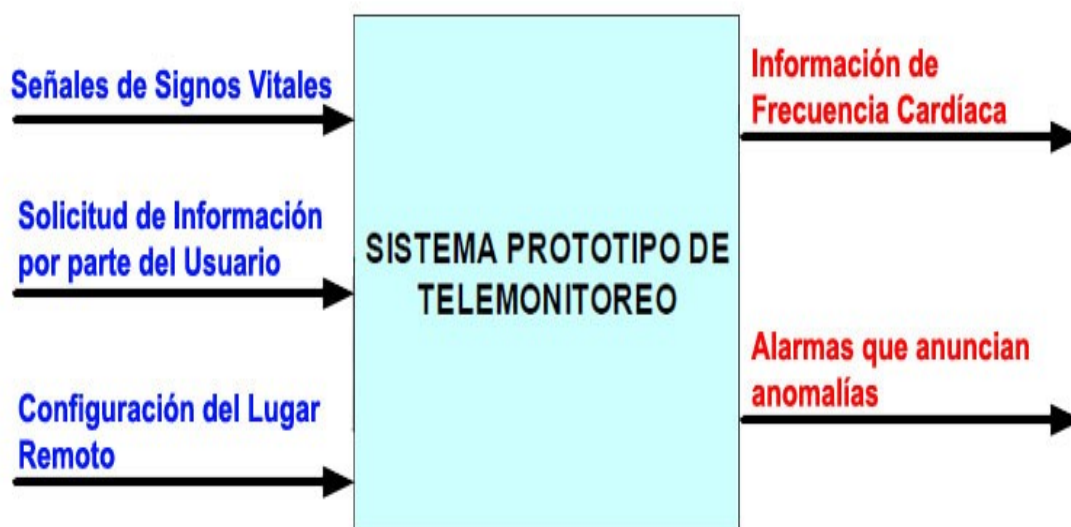 Señales de Signos Vitales
Solicitud de Información
por parte del Usuario
Configuración del Lugar
Remoto
SISTEMA PROTOTIPO DE
TELEMONITOREO
Información de
Frecuencia Cardíaca
Alarmas que anuncian
anomalías